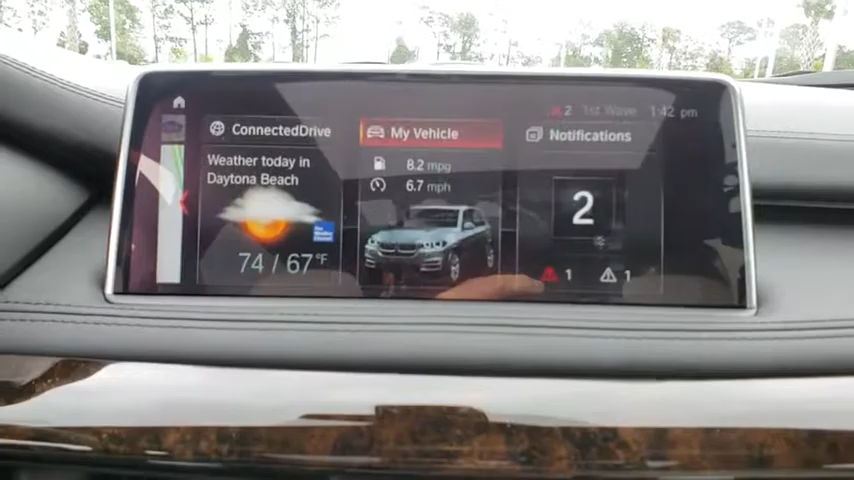 2 1st Wave 1:42 pm
ConnectedDrive
Weather today in
Daytona Beach
74 / 67°F
My Vehicle
8.2 mpg
6.7 mph
Notifications
2
1 1